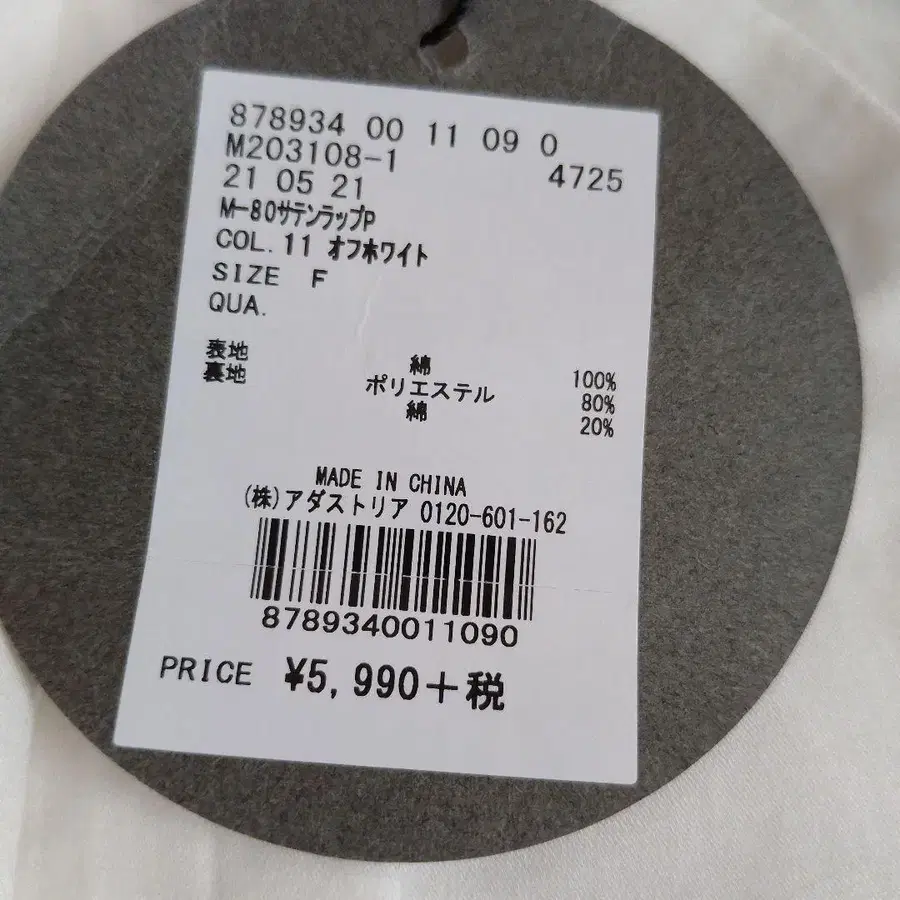 878934 00 11 09 0
M203108-1 4725
21 05 21
M-80サテンラップP
COL.11 オフホワイト
SIZE F
QUA.
表地 綿 100%
裏地 ポリエステル 80%
綿 20%
MADE IN CHINA
(株)アダストリア 0120-601-162
8789340011090
PRICE ¥5,990+税